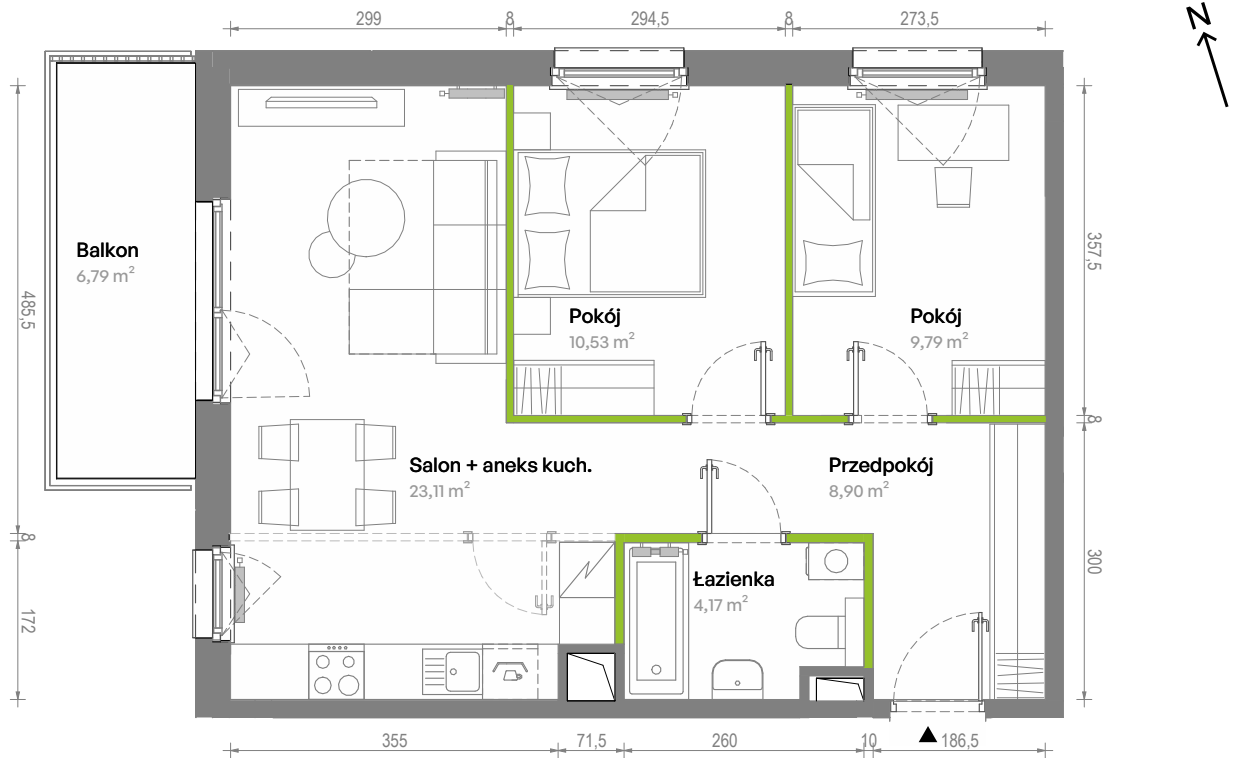 299
8
294,5
8
273,5
N
Balkon
6,79 m²
485,5
8
172
Pokój
10,53 m²
Pokój
9,79 m²
357,5
8
300
Salon + aneks kuch.
23,11 m²
Przedpokój
8,90 m²
Łazienka
4,17 m²
355
71,5
260
10
186,5